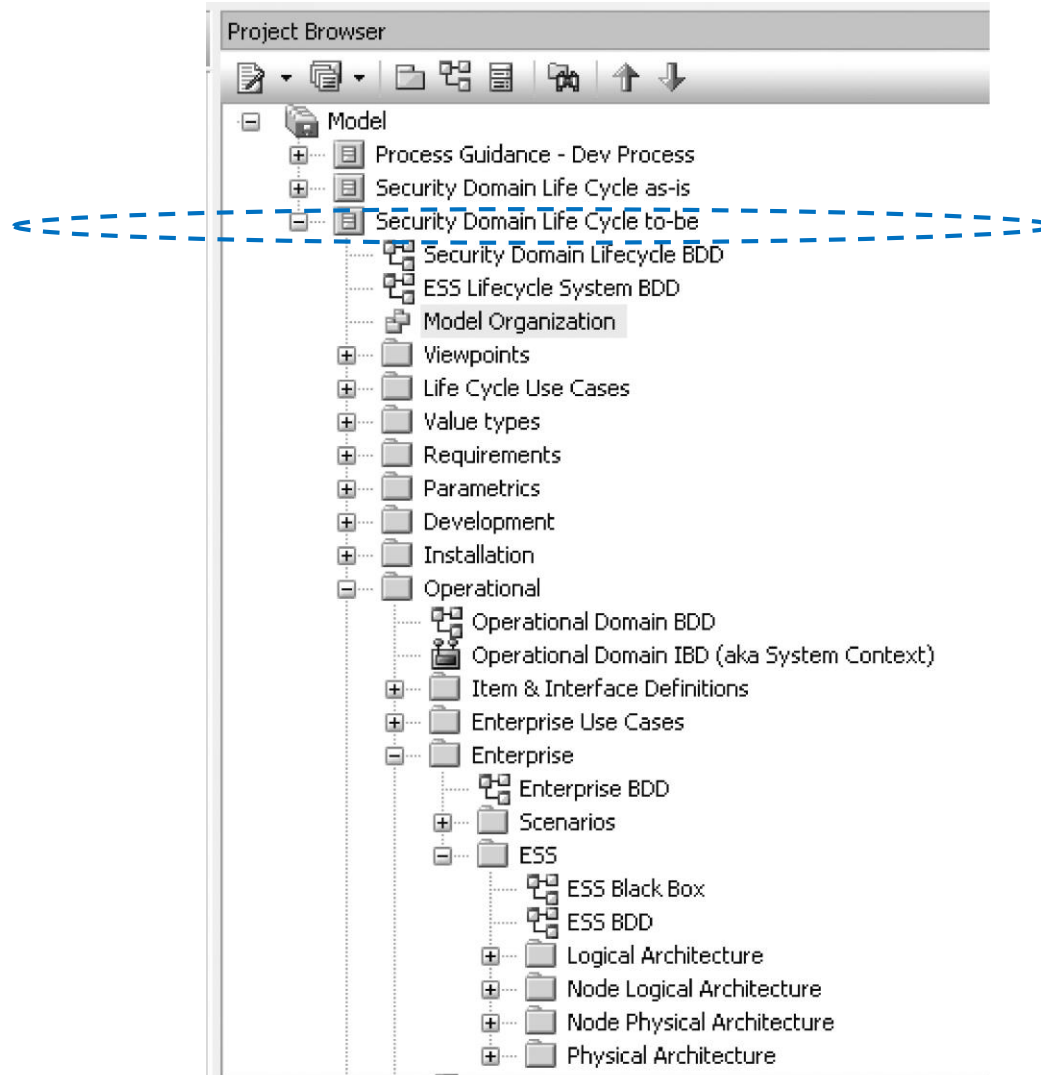 Project Browser
Model
Process Guidance - Dev Process
Security Domain Life Cycle as-is
Security Domain Life Cycle to-be
Security Domain Lifecycle BDD
ESS Lifecycle System BDD
Model Organization
Viewpoints
Life Cycle Use Cases
Value types
Requirements
Parametrics
Development
Installation
Operational
Operational Domain BDD
Operational Domain IBD (aka System Context)
Item & Interface Definitions
Enterprise Use Cases
Enterprise
Enterprise BDD
Scenarios
ESS
ESS Black Box
ESS BDD
Logical Architecture
Node Logical Architecture
Node Physical Architecture
Physical Architecture